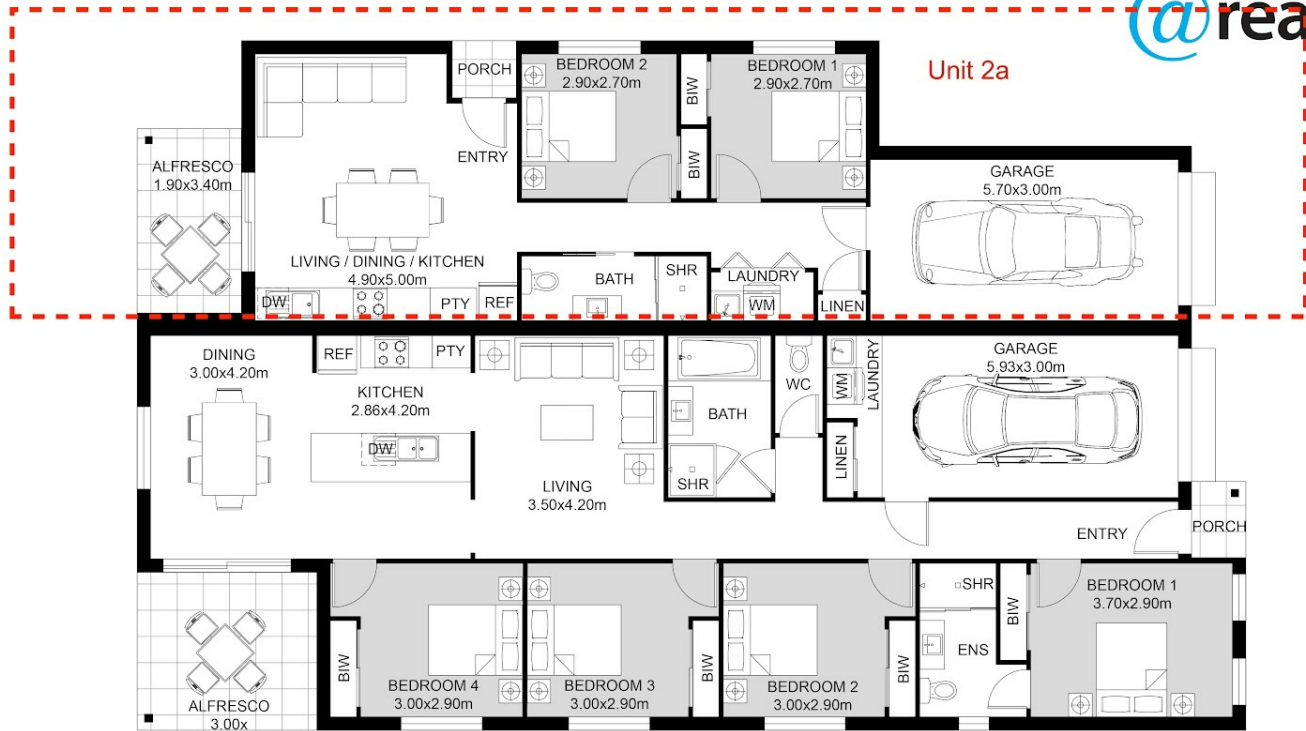 @rea
Unit 2a
PORCH
BEDROOM 2
2.90x2.70m
BIW
BIW
BEDROOM 1
2.90x2.70m
ENTRY
ALFRESCO
1.90x3.40m
GARAGE
5.70x3.00m
LIVING / DINING / KITCHEN
4.90x5.00m
DW
PTY
REF
BATH
SHR
LAUNDRY
WM
LINEN
DINING
3.00x4.20m
REF
PTY
KITCHEN
2.86x4.20m
DW
LIVING
3.50x4.20m
BATH
SHR
WC
WM
LAUNDRY
LINEN
GARAGE
5.93x3.00m
ENTRY
PORCH
ALFRESCO
3.00x
BIW
BEDROOM 4
3.00x2.90m
BEDROOM 3
3.00x2.90m
BIW
BEDROOM 2
3.00x2.90m
BIW
SHR
ENS
BIW
BEDROOM 1
3.70x2.90m